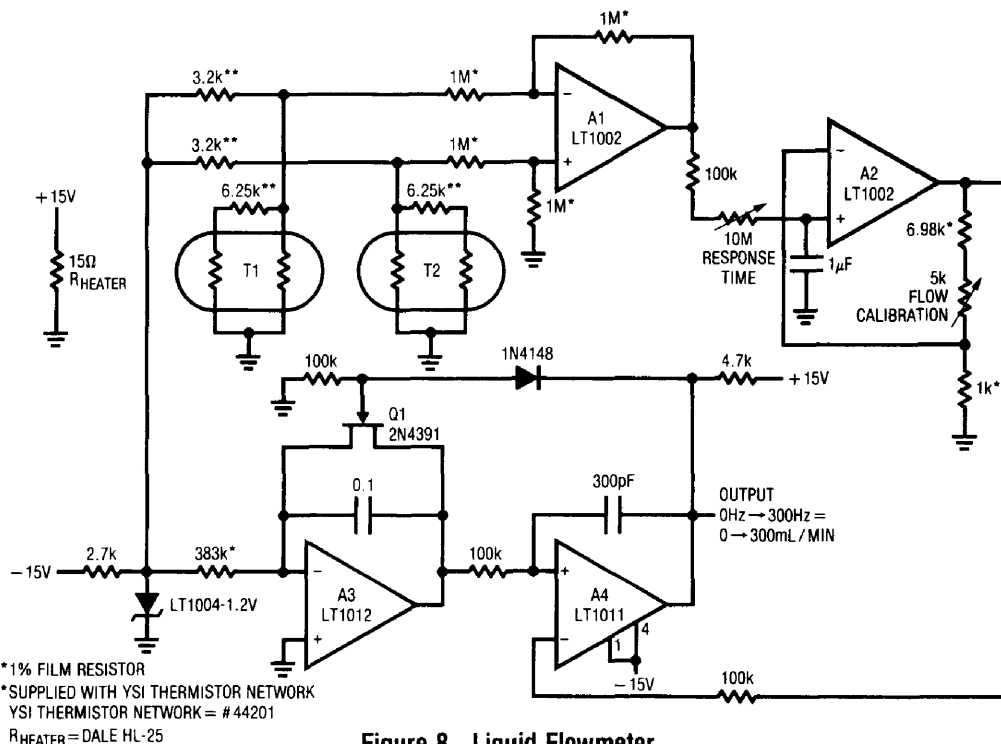 1M*
3.2k**
1M*
A1
LT1002
3.2k**
1M*
A2
LT1002
100k
+15V
6.25k**
6.25k**
1M*
10M
RESPONSE
TIME
6.98k*
15Ω
RHEATER
T1
T2
1µF
5k
FLOW
CALIBRATION
100k
1N4148
4.7k
+15V
1k*
Q1
2N4391
0.1
300pF
OUTPUT
0Hz → 300Hz =
0 → 300mL/MIN
2.7k
383k*
100k
−15V
−
+
A3
LT1012
+
−
A4
LT1011
LT1004-1.2V
1
4
−15V
100k
−
+
−
+
*1% FILM RESISTOR
*SUPPLIED WITH YSI THERMISTOR NETWORK
YSI THERMISTOR NETWORK = #44201
RHEATER = DALE HL-25
Figure 8. Liquid Flowmeter